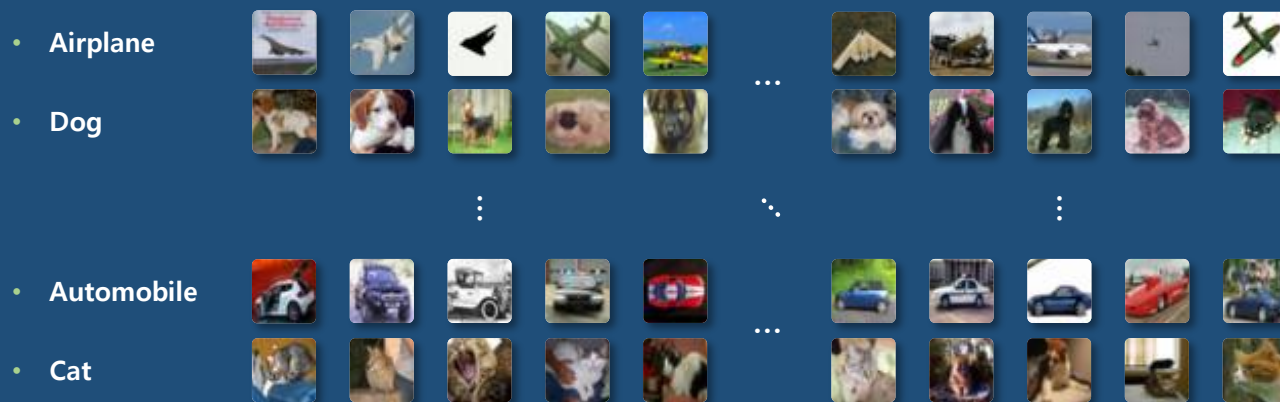 • Airplane
...
• Dog
• Automobile
...
• Cat